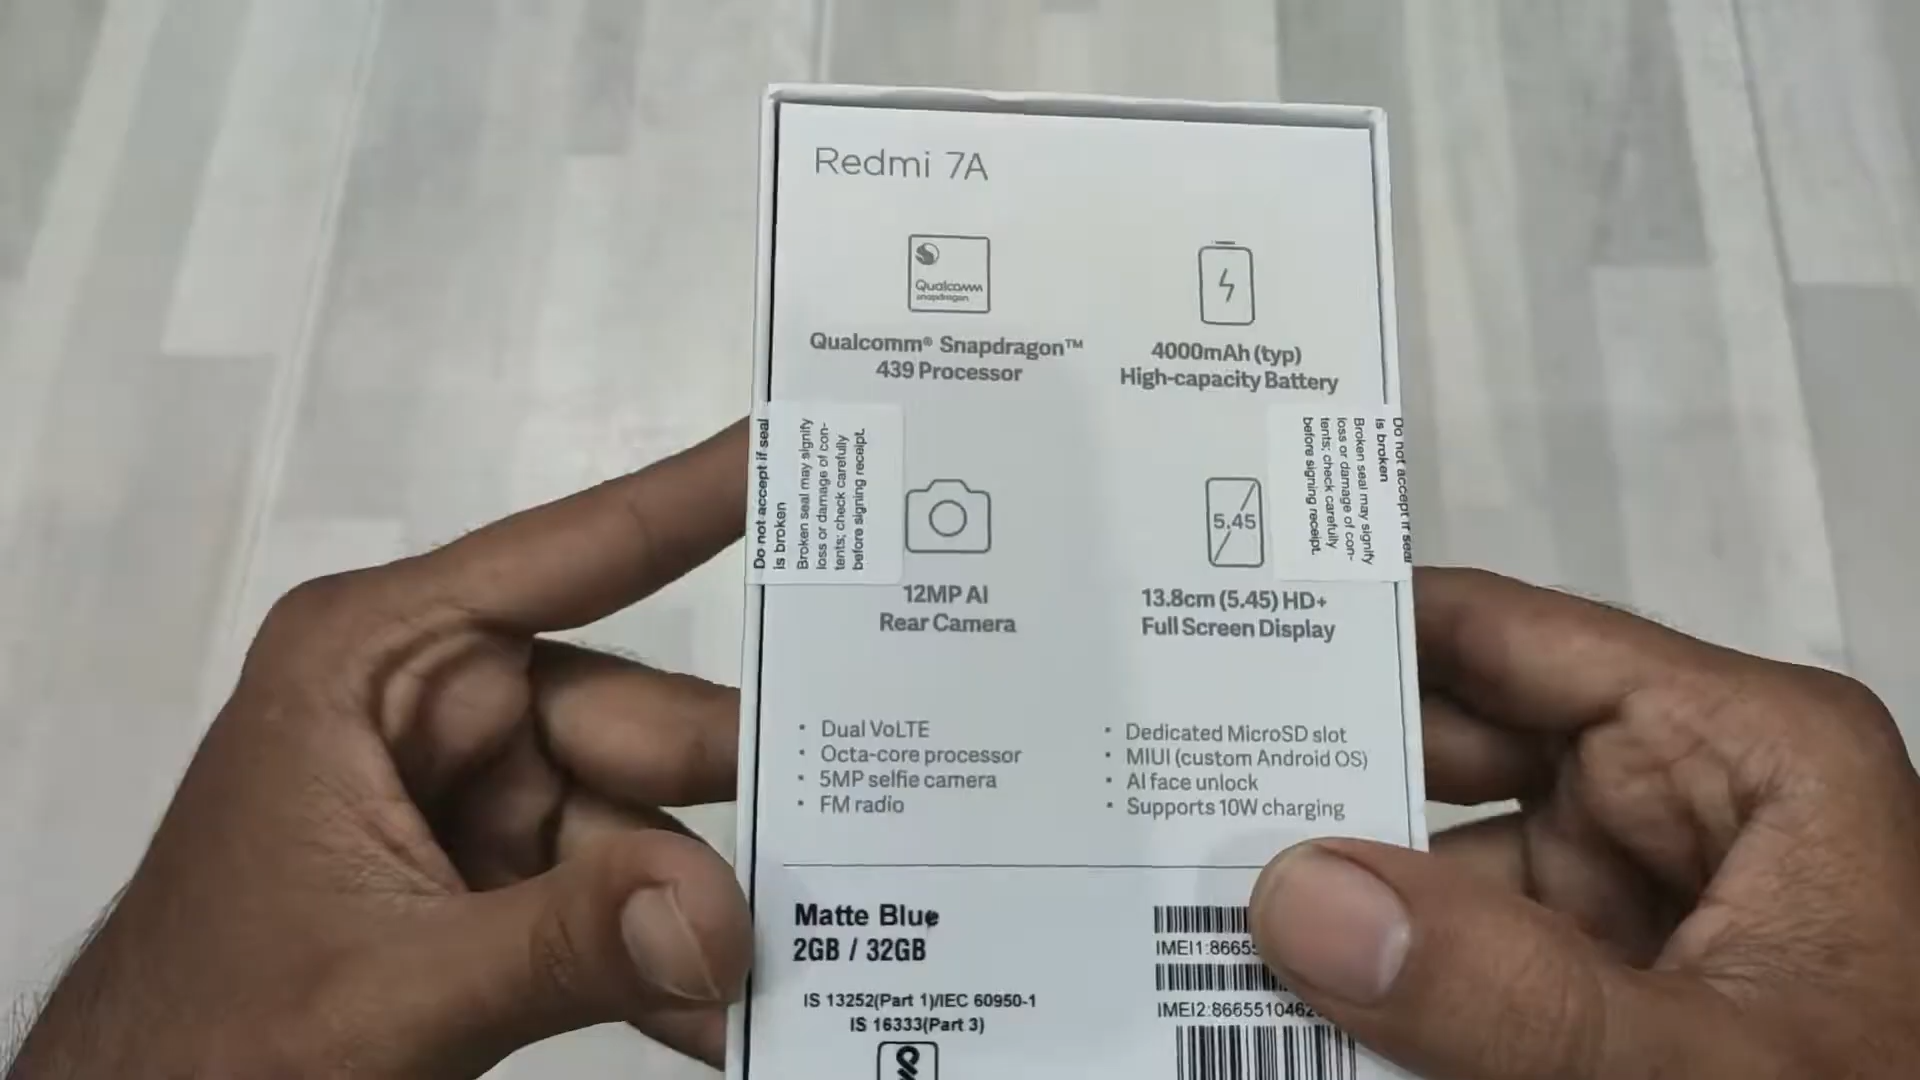 Redmi 7A
Qualcomm
snapdragon
Qualcomm® Snapdragon™
439 Processor
4000mAh (typ)
High-capacity Battery
Do not accept if seal
is broken
Broken seal may signify
loss or damage of con-
tents; check carefully
before signing receipt.
Do not accept if seal
is broken
Broken seal may signify
loss or damage of con-
tents; check carefully
before signing receipt.
5.45
12MP AI
Rear Camera
13.8cm (5.45) HD+
Full Screen Display
• Dual VoLTE
• Octa-core processor
• 5MP selfie camera
• FM radio
• Dedicated MicroSD slot
• MIUI (custom Android OS)
• AI face unlock
• Supports 10W charging
Matte Blue
2GB / 32GB
IS 13252(Part 1)/IEC 60950-1
IS 16333(Part 3)
IMEI1:8665
IMEI2:866551046